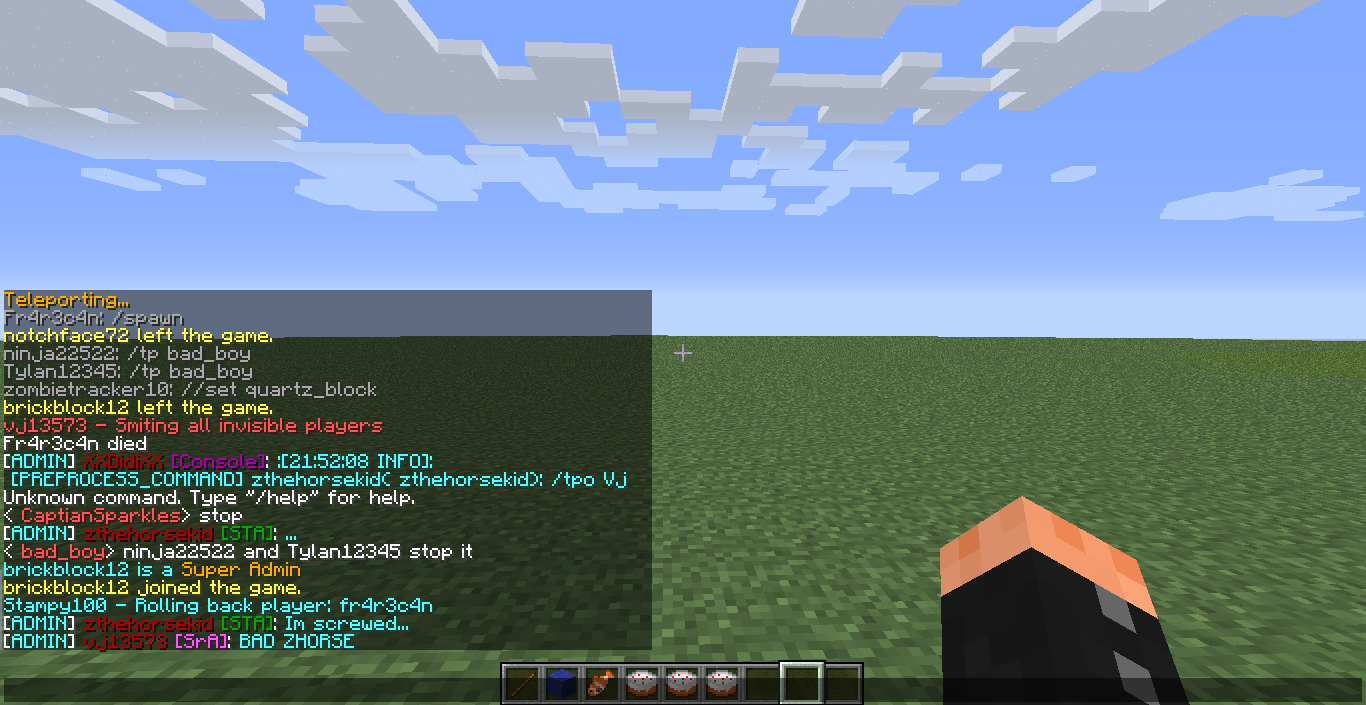 Teleporting...
Fr4r3c4n: /spawn
notchface72 left the game.
ninja22522: /tp bad_boy
Tylan12345: /tp bad_boy
zombietracker10: //set quartz_block
brickblock12 left the game.
vj13573 - Smiting all invisible players
Fr4r3c4n died
[ADMIN] XXDidiXX [Console]: :[21:52:08 INFO]:
[PREPROCESS_COMMAND] zthehorsekid( zthehorsekid): /tpo Vj
Unknown command. Type "/help" for help.
< CaptianSparkles> stop
[ADMIN] zthehorsekid [STA]: ...
< bad_boy> ninja22522 and Tylan12345 stop it
brickblock12 is a Super Admin
brickblock12 joined the game.
Stampy100 - Rolling back player: fr4r3c4n
[ADMIN] zthehorsekid [STA]: Im screwed...
[ADMIN] vj13573 [SrA]: BAD ZHORSE